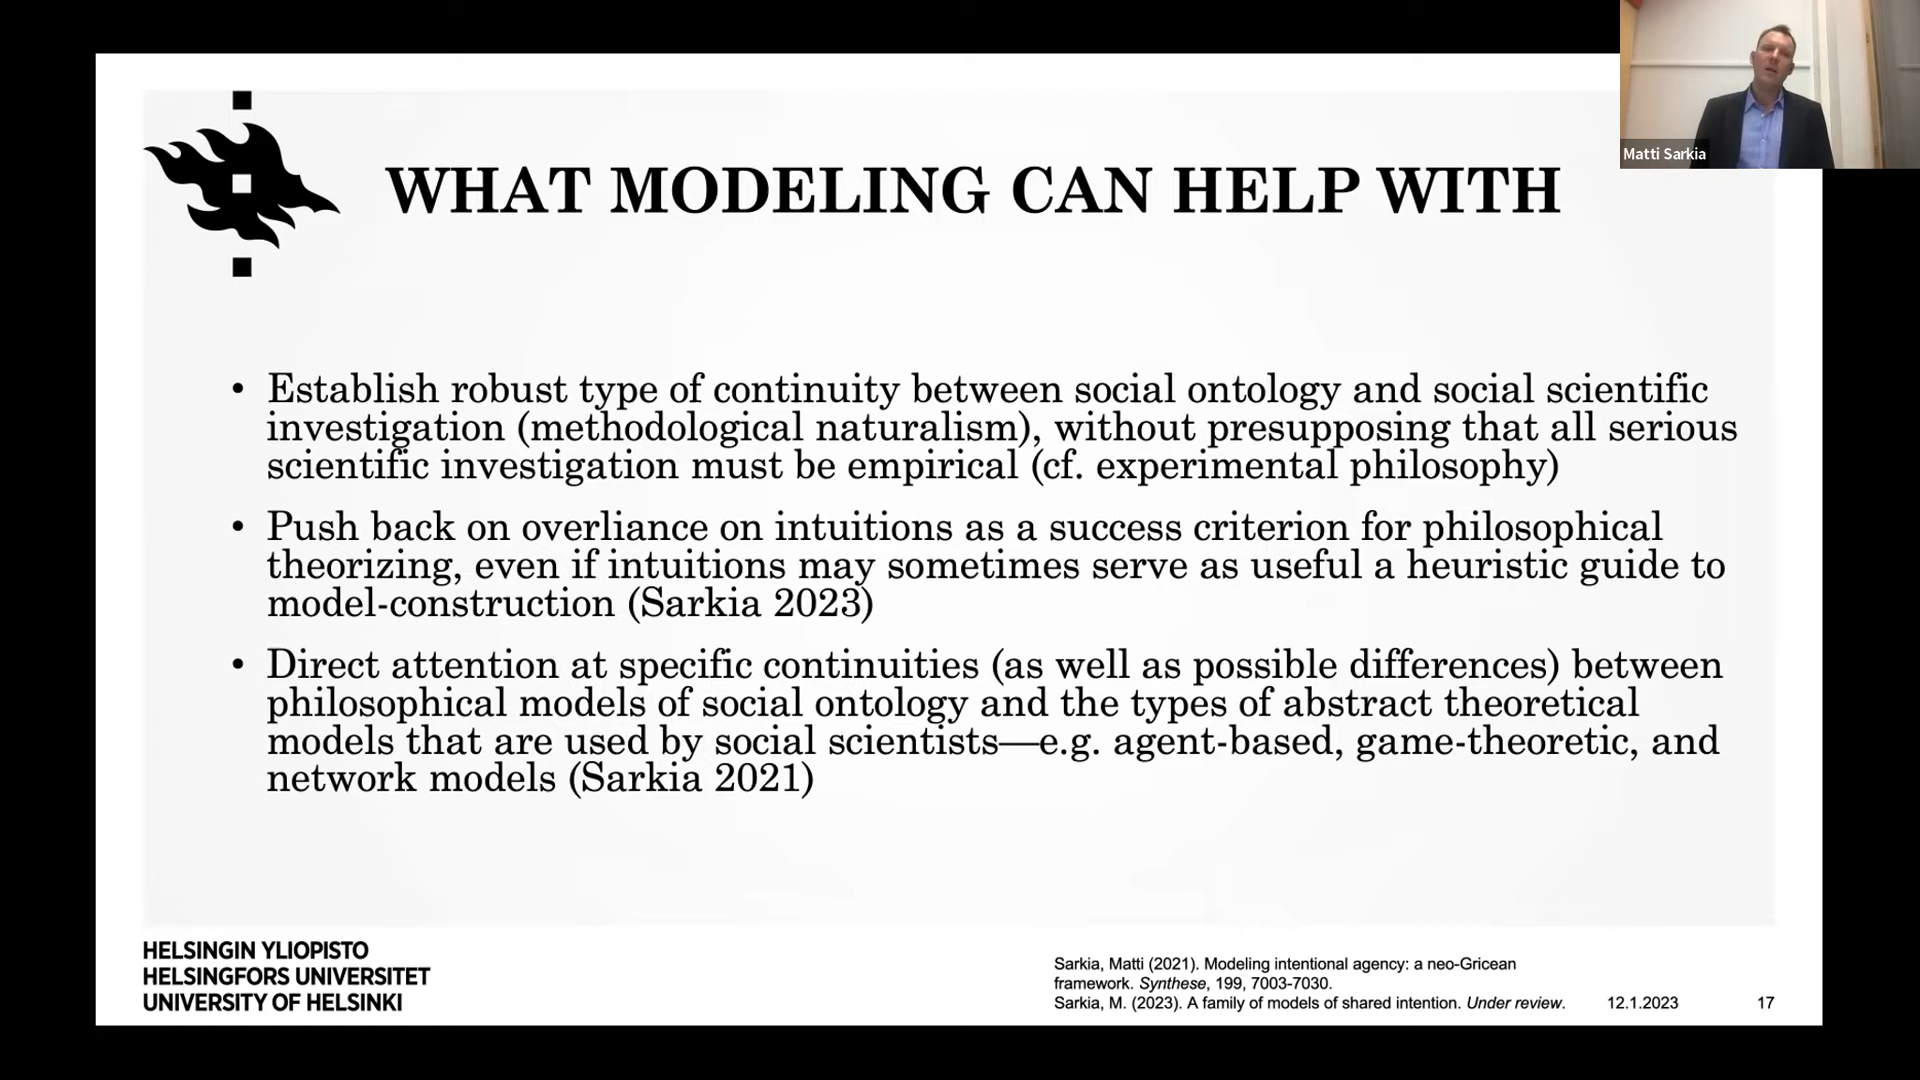 Matti Sarkia
WHAT MODELING CAN HELP WITH
• Establish robust type of continuity between social ontology and social scientific
investigation (methodological naturalism), without presupposing that all serious
scientific investigation must be empirical (cf. experimental philosophy)
• Push back on overliance on intuitions as a success criterion for philosophical
theorizing, even if intuitions may sometimes serve as useful a heuristic guide to
model-construction (Sarkia 2023)
• Direct attention at specific continuities (as well as possible differences) between
philosophical models of social ontology and the types of abstract theoretical
models that are used by social scientists—e.g. agent-based, game-theoretic, and
network models (Sarkia 2021)
HELSINGIN YLIOPISTO
HELSINGFORS UNIVERSITET
UNIVERSITY OF HELSINKI
Sarkia, Matti (2021). Modeling intentional agency: a neo-Gricean
framework. Synthese, 199, 7003-7030.
Sarkia, M. (2023). A family of models of shared intention. Under review.
12.1.2023
17